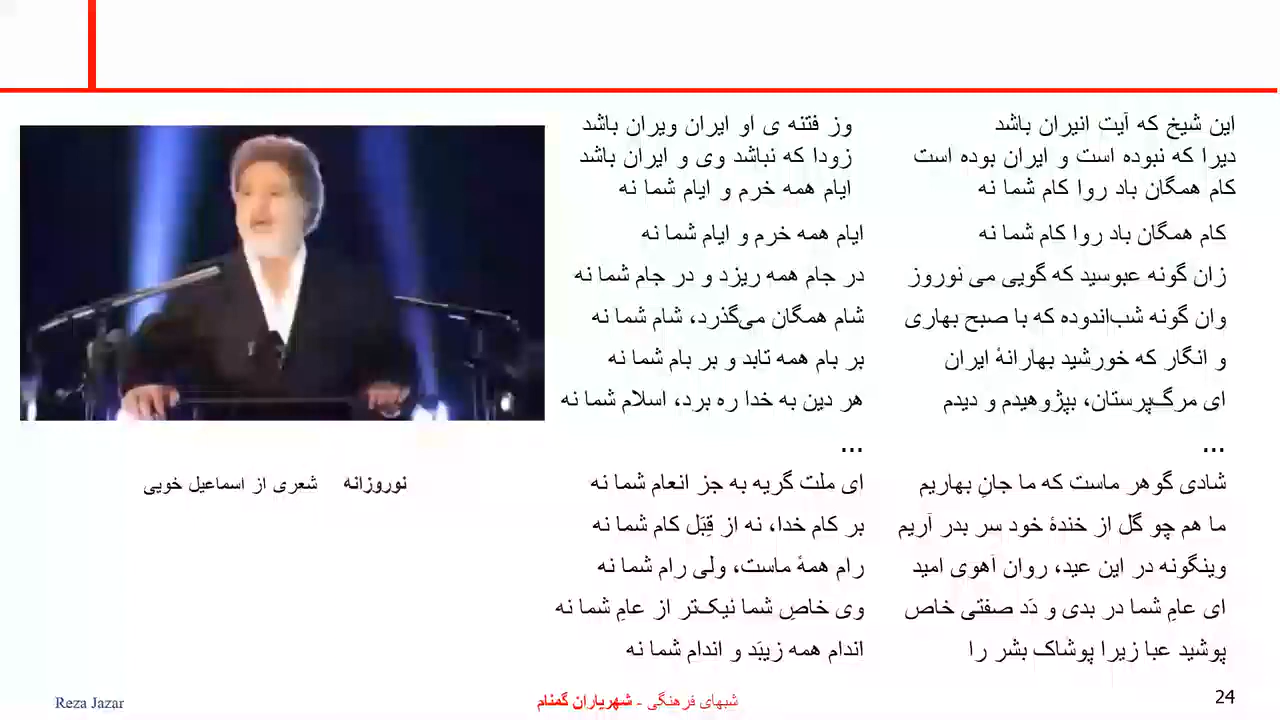 این شیخ که آیت انیران باشد وز فتنه ی او ایران ویران باشد
دیرا که نبوده است و ایران بوده است زودا که نباشد وی و ایران باشد
کام همگان باد روا کام شما نه ایام همه خرم و ایام شما نه
کام همگان باد روا کام شما نه ایام همه خرم و ایام شما نه
زان گونه عبوسید که گویی می نوروز در جام همه ریزد و در جام شما نه
وان گونه شب‌اندوده که با صبح بهاری شام همگان می‌گذرد، شام شما نه
و انگار که خورشید بهارانهٔ ایران بر بام همه تابد و بر بام شما نه
ای مرگ‌پرستان، بپژوهیدم و دیدم هر دین به خدا ره برد، اسلام شما نه
... ...
شادی گوهر ماست که ما جانِ بهاریم ای ملت گریه به جز انعام شما نه
ما هم چو گل از خندهٔ خود سر بدر آریم بر کام خدا، نه از قِبَل کام شما نه
وینگونه در این عید، روان آهوی امید رام همهٔ ماست، ولی رام شما نه
ای عامِ شما در بدی و دَد صفتی خاص وی خاصِ شما نیک‌تر از عامِ شما نه
پوشید عبا زیرا پوشاک بشر را اندام همه زیبَد و اندام شما نه
نوروزانه شعری از اسماعیل خویی
Reza Jazar
شبهای فرهنگی - شهریاران گمنام
24